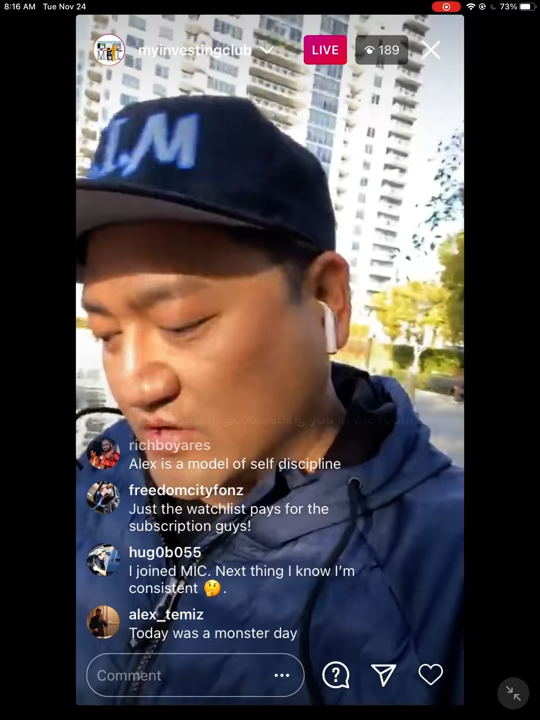 8:16 AM Tue Nov 24
73%
myinvestingclub
LIVE
189
I.M
richboyares
Alex is a model of self discipline
freedomcityfonz
Just the watchlist pays for the
subscription guys!
hug0b055
I joined MIC. Next thing I know I'm
consistent 🤔.
alex_temiz
Today was a monster day
Comment